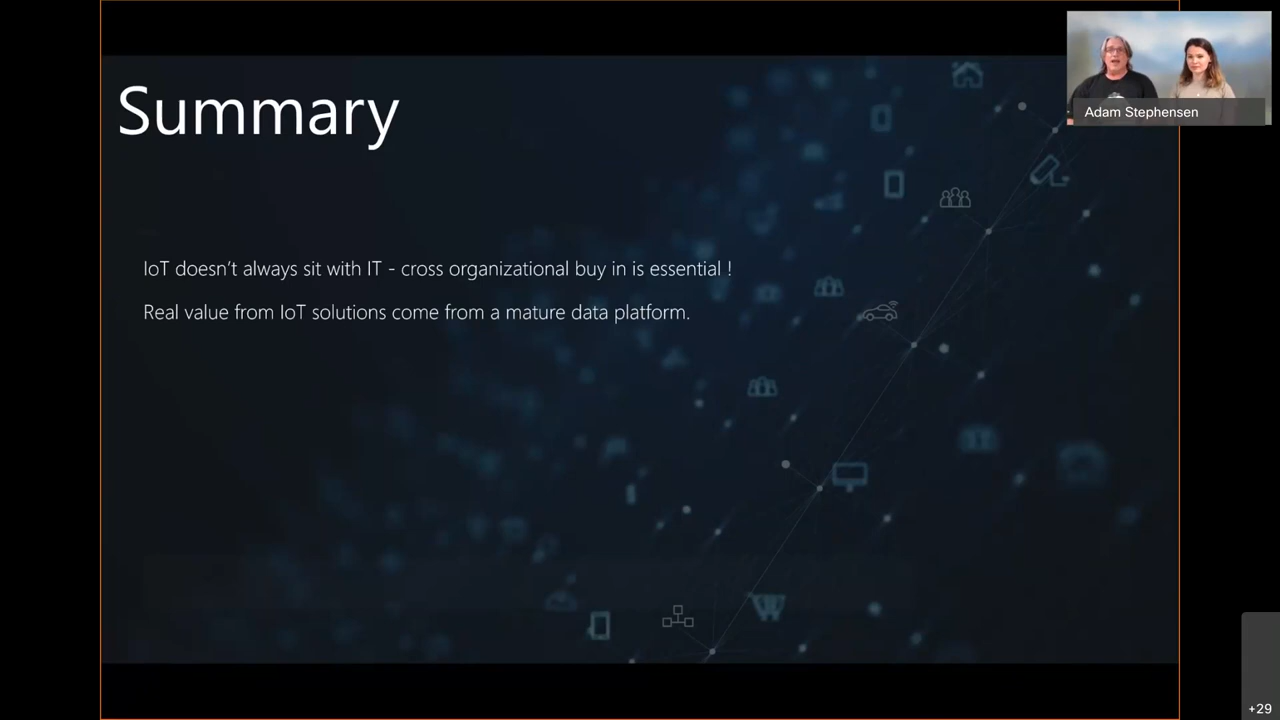 Summary
IoT doesn’t always sit with IT - cross organizational buy in is essential !
Real value from IoT solutions come from a mature data platform.
Adam Stephensen
+29